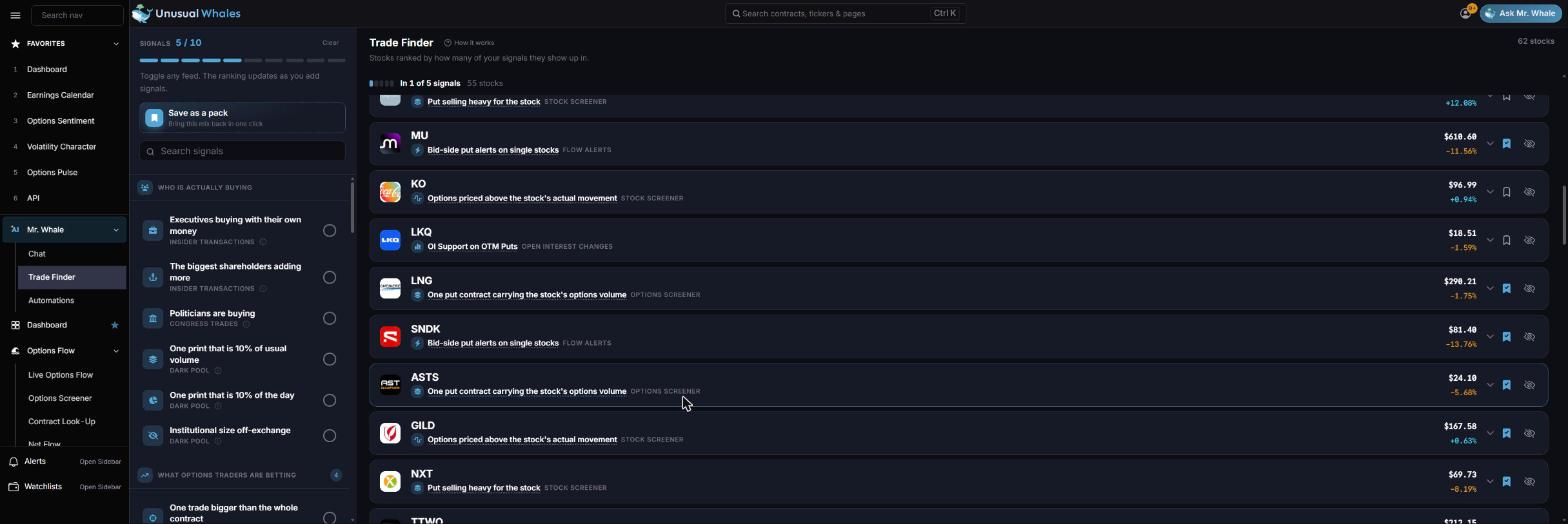 Search nav
Unusual Whales
Search contracts, tickers & pages
Ctrl K
9+
Ask Mr. Whale
FAVORITES
1 Dashboard
2 Earnings Calendar
3 Options Sentiment
4 Volatility Character
5 Options Pulse
6 API
AI Mr. Whale
Chat
Trade Finder
Automations
Dashboard
Options Flow
Live Options Flow
Options Screener
Contract Look-Up
Net Flow
Alerts Open Sidebar
Watchlists Open Sidebar
SIGNALS 5 / 10 Clear
Toggle any feed. The ranking updates as you add
signals.
Save as a pack
Bring this mix back in one click
Search signals
WHO IS ACTUALLY BUYING
Executives buying with their own
money
INSIDER TRANSACTIONS
The biggest shareholders adding
more
INSIDER TRANSACTIONS
Politicians are buying
CONGRESS TRADES
One print that is 10% of usual
volume
DARK POOL
One print that is 10% of the day
DARK POOL
Institutional size off-exchange
DARK POOL
WHAT OPTIONS TRADERS ARE BETTING 4
One trade bigger than the whole
contract
Trade Finder How it works 62 stocks
Stocks ranked by how many of your signals they show up in.
In 1 of 5 signals 55 stocks
Put selling heavy for the stock STOCK SCREENER +12.08%
MU $610.60
Bid-side put alerts on single stocks FLOW ALERTS -11.56%
KO $96.99
Options priced above the stock's actual movement STOCK SCREENER +0.94%
LKQ
LKQ $18.51
OI Support on OTM Puts OPEN INTEREST CHANGES -1.59%
LNG $290.21
One put contract carrying the stock's options volume OPTIONS SCREENER -1.75%
SNDK $81.40
Bid-side put alerts on single stocks FLOW ALERTS -13.76%
AST
ASTS $24.10
One put contract carrying the stock's options volume OPTIONS SCREENER -5.68%
GILD $167.58
Options priced above the stock's actual movement STOCK SCREENER +0.63%
NXT $69.73
Put selling heavy for the stock STOCK SCREENER -8.19%
TTWO $212.15